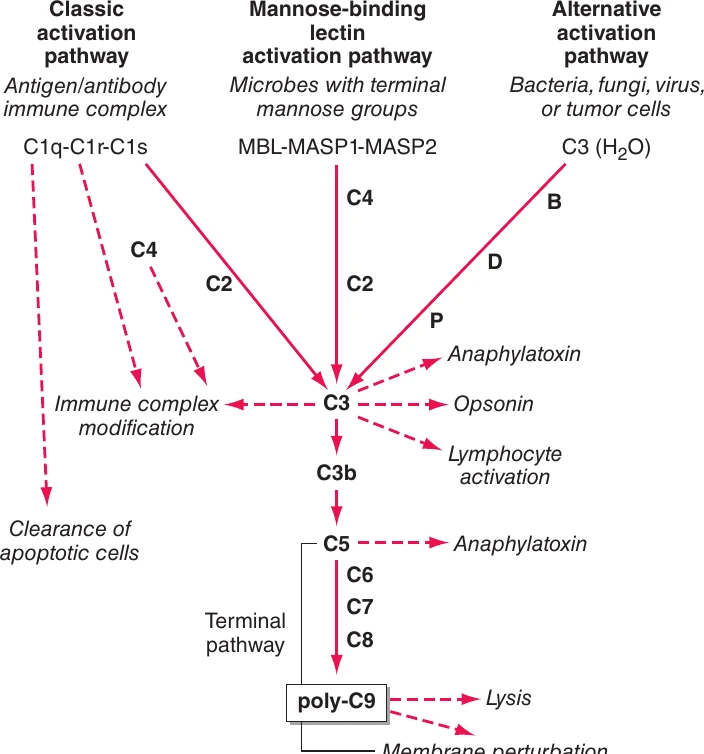 Classic
activation
pathway
Antigen/antibody
immune complex
C1q-C1r-C1s
Mannose-binding
lectin
activation pathway
Microbes with terminal
mannose groups
MBL-MASP1-MASP2
Alternative
activation
pathway
Bacteria, fungi, virus,
or tumor cells
C3 (H₂O)
C4
B
C4
D
C2
C2
P
Anaphylatoxin
Immune complex
modification
C3
Opsonin
Lymphocyte
activation
C3b
Clearance of
apoptotic cells
C5
Anaphylatoxin
C6
C7
C8
Terminal
pathway
poly-C9
Lysis
Membrane perturbation